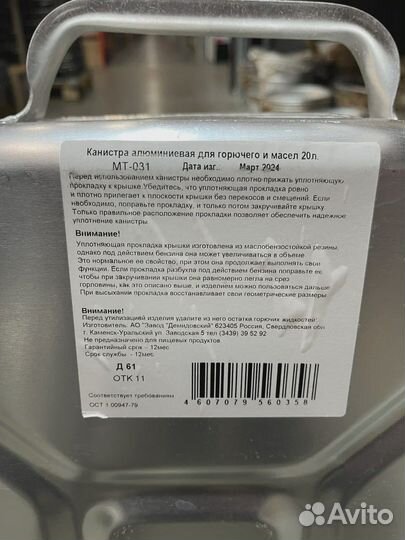 Канистра алюминиевая для горючего и масел 20л.
МТ-031 Дата изг. Март 2024
Перед использованием канистры необходимо плотно прижать уплотняющую
прокладку к крышке.Убедитесь, что уплотняющая прокладка ровно
и плотно прилегает к плоскости крышки без перекосов и смещений. Если
необходимо, поправьте прокладку, и только потом закручивайте крышку.
Только правильное расположение прокладки позволяет обеспечить надежное
уплотнение канистры.
Внимание!
Уплотняющая прокладка крышки изготовлена из маслобензостойкой резины,
однако под действием бензина она может увеличиться в объеме.
Это нормальное ее свойство, при этом она продолжает выполнять свои
функции. Если прокладка разбухла под действием бензина поправьте ее,
чтобы при закручивании крышки она равномерно легла на срез
горловины, как это описано выше, и изделием можно пользоваться дальше
При высыхании прокладка восстанавливает свои геометрические размеры.
Внимание!
Перед утилизацией изделия удалите из него остатки горючих жидкостей!
Изготовитель: АО "Завод "Демидовский" 623405 Россия, Свердловская обл
г. Каменск-Уральский ул. Заводская 5 тел (3439) 39 52 92
Не предназначено для пищевых продуктов.
Гарантийный срок - 12мес
Срок службы - 12мес.
Д 61
ОТК 11
Соответствует требованиям
ОСТ 1.00947-79
4 607079 560358
Avito